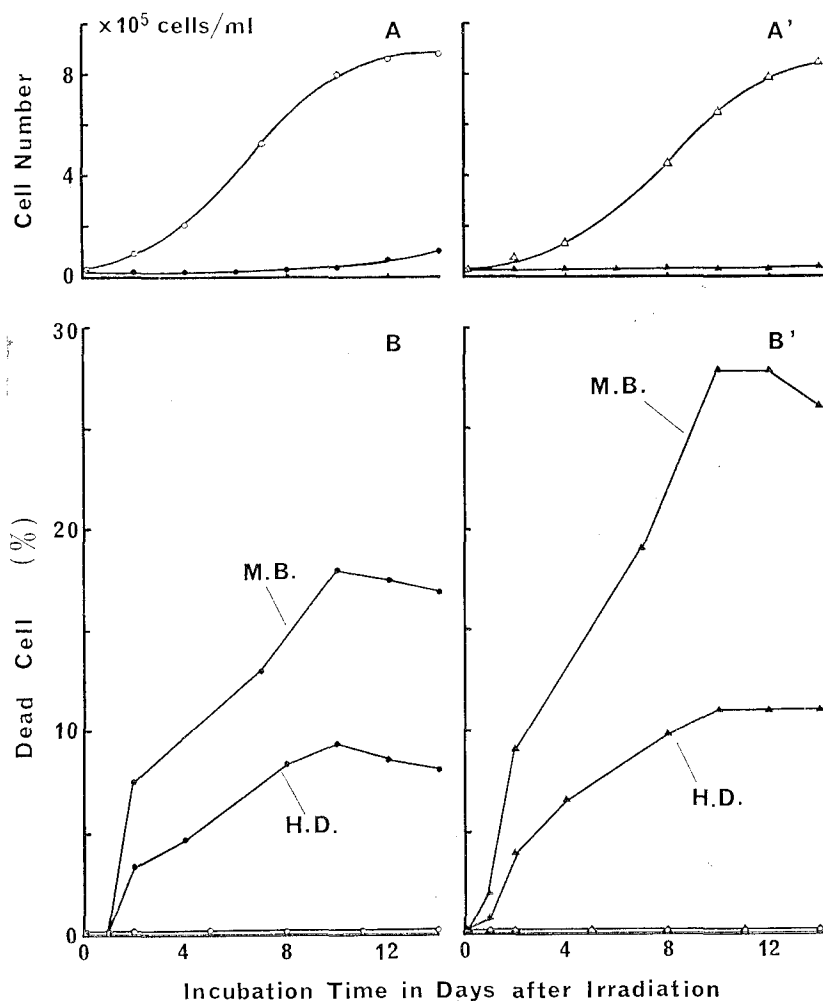 ×10⁵ cells/ml
A
A'
Cell Number
8
4
0
30
20
10
0
Dead Cell (%)
B
M.B.
H.D.
B'
M.B.
H.D.
0 4 8 12 0 4 8 12
Incubation Time in Days after Irradiation